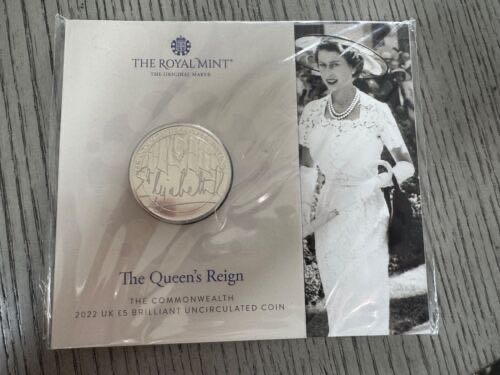 THE ROYAL MINT®
THE ORIGINAL MAKER
Elizabeth
The Queen's Reign
THE COMMONWEALTH
2022 UK £5 BRILLIANT UNCIRCULATED COIN